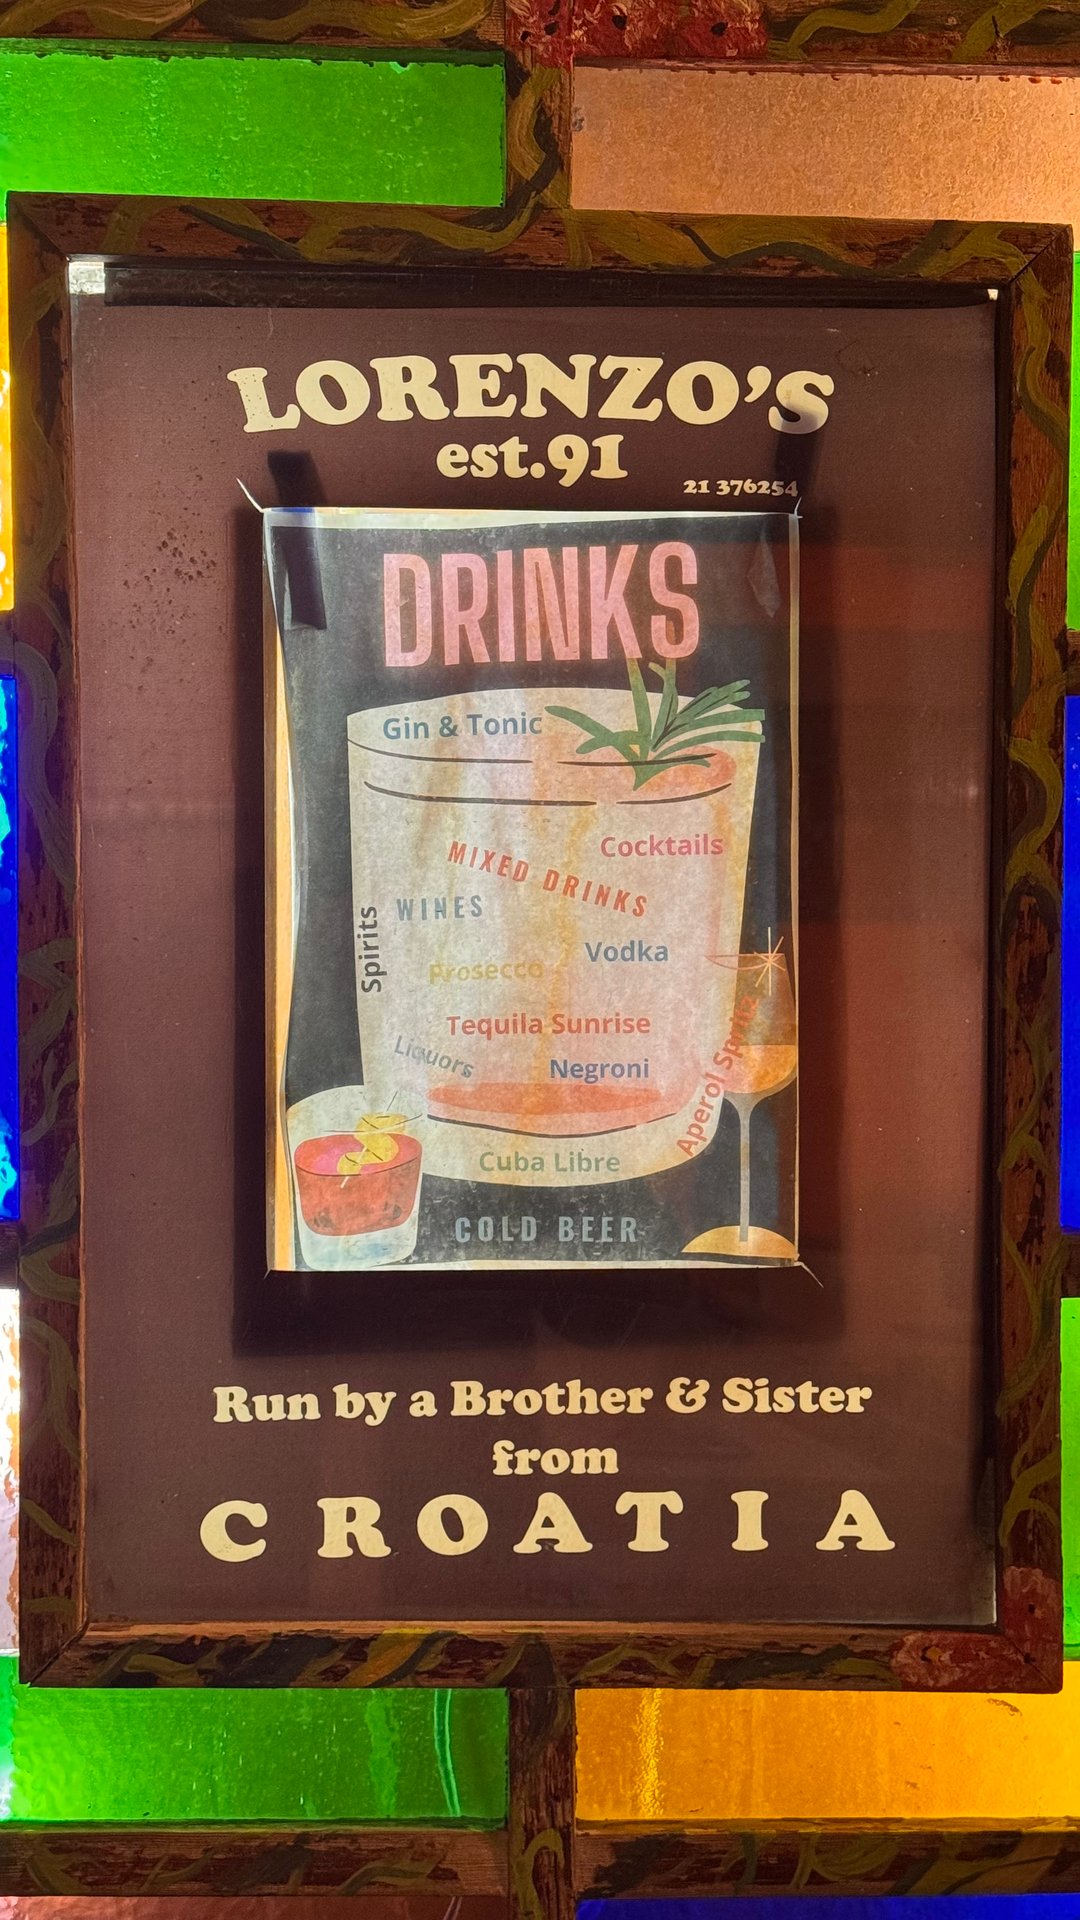 LORENZO'S
est.91
21 376254
DRINKS
Gin & Tonic
Cocktails
MIXED DRINKS
WINES
Spirits
Vodka
Prosecco
Tequila Sunrise
Liquors
Negroni
Aperol Spritz
Cuba Libre
COLD BEER
Run by a Brother & Sister
from
CROATIA